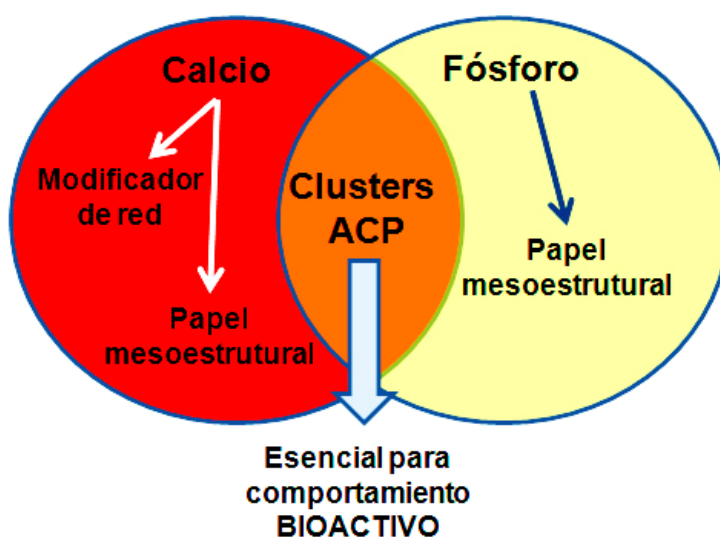 Calcio
Modificador
de red
Papel
mesoestrutural
Clusters
ACP
Fósforo
Papel
mesoestrutural
Esencial para
comportamiento
BIOACTIVO